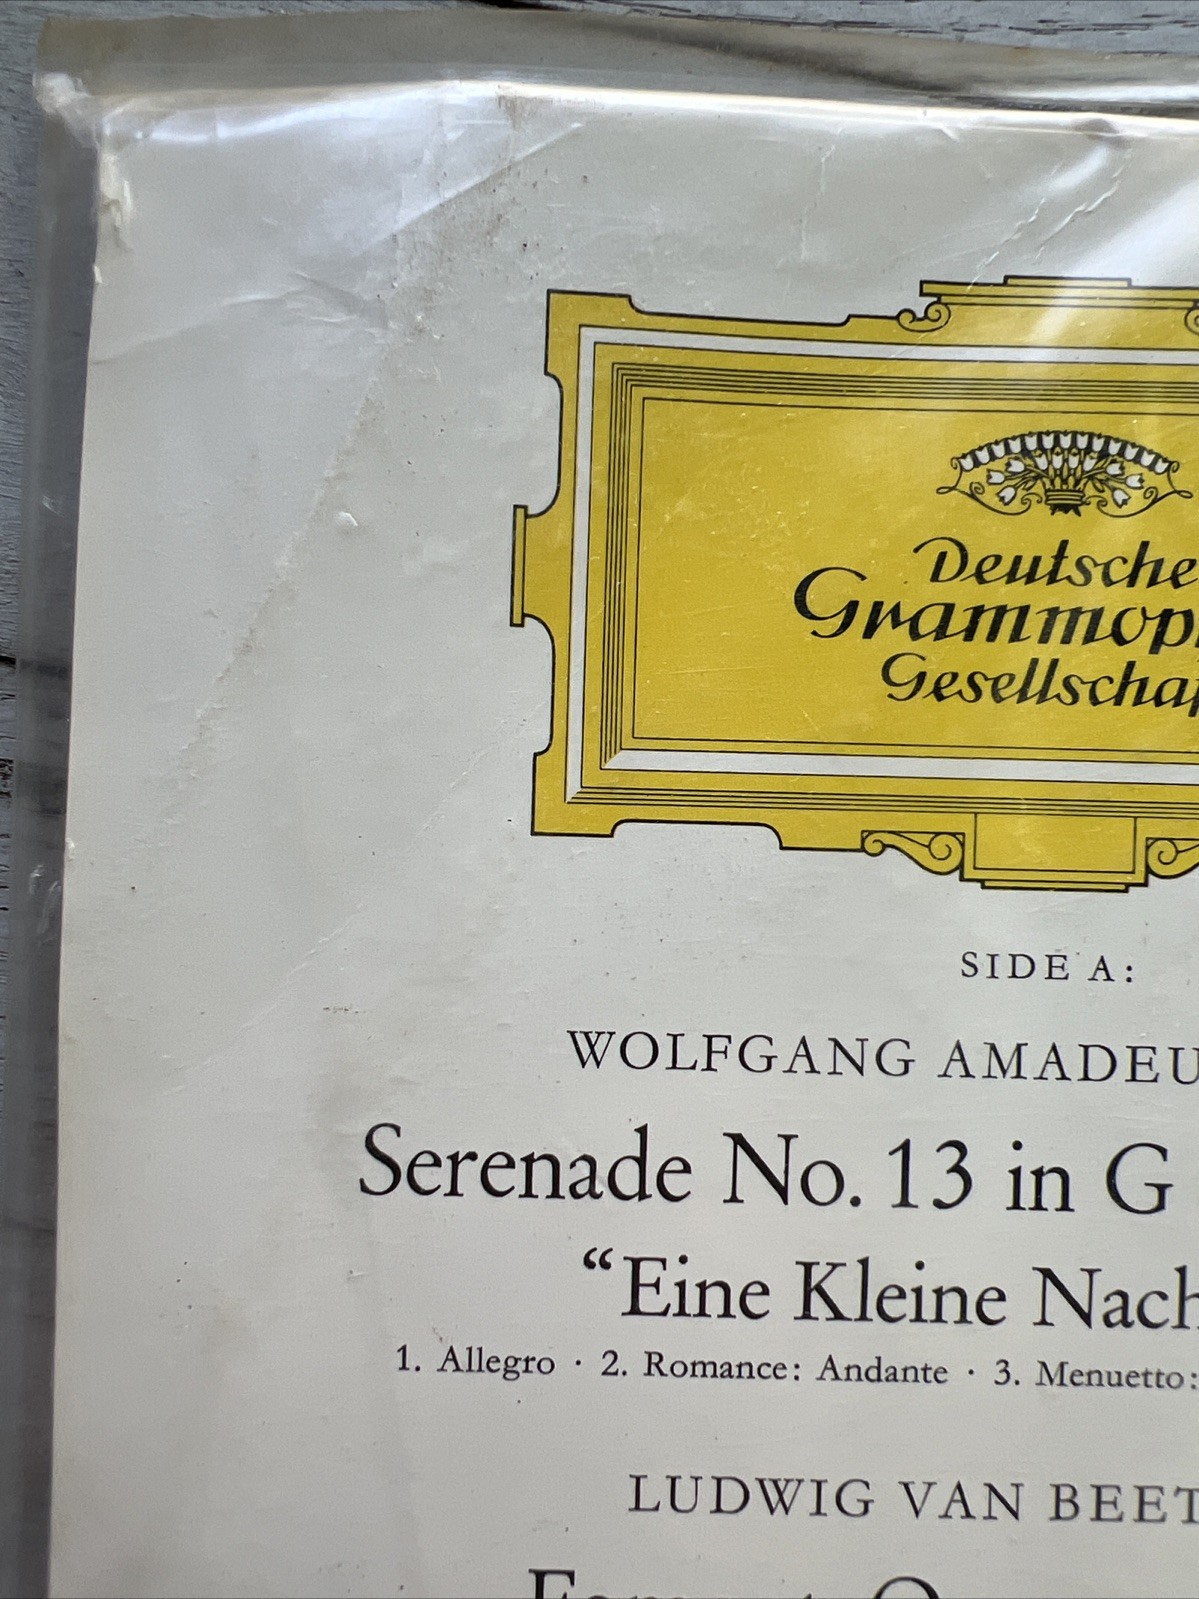 Deutsche
Grammop
Gesellscha
SIDE A:
WOLFGANG AMADEU
Serenade No. 13 in G
“Eine Kleine Nach
1. Allegro · 2. Romance: Andante · 3. Menuetto:
LUDWIG VAN BEET